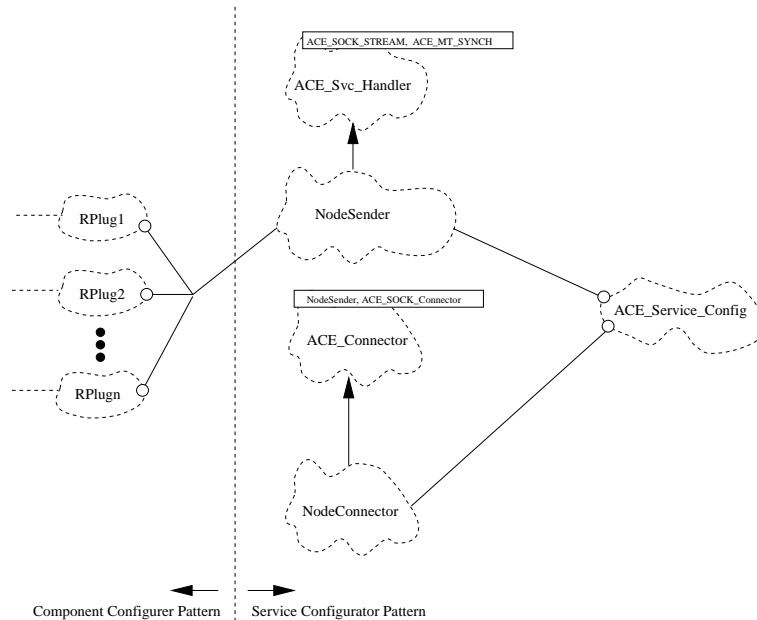 ACE_SOCK_STREAM, ACE_MT_SYNCH
ACE_Svc_Handler
RPlug1
NodeSender
RPlug2
NodeSender, ACE_SOCK_Connector
ACE_Service_Config
ACE_Connector
RPlugn
NodeConnector
Component Configurer Pattern
Service Configurator Pattern